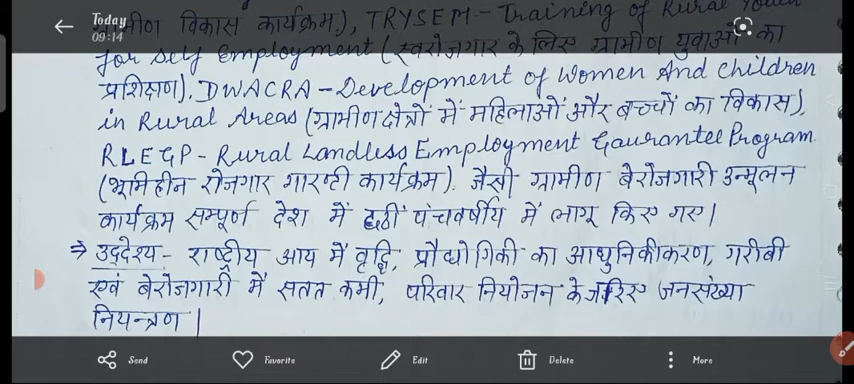 Today
09:14
ग्रामीण विकास कार्यक्रम), TRYSEM - Training of Rural Youth
for Self Employment (स्वरोजगार के लिए ग्रामीण युवाओं का
प्रशिक्षण), DWACRA - Development of Women And Children
in Rural Areas (ग्रामीण क्षेत्रों में महिलाओं और बच्चों का विकास),
RLEGP - Rural Landless Employment Gaurantee Program
(भूमिहीन रोजगार गारण्टी कार्यक्रम). जैसी ग्रामीण बेरोजगारी उन्मूलन
कार्यक्रम सम्पूर्ण देश में छठीं पंचवर्षीय में लागू किए गए।
⇒ उद्देश्य - राष्ट्रीय आय में वृद्धि, प्रौद्योगिकी का आधुनिकीकरण, गरीबी
एवं बेरोजगारी में सतत कमी, परिवार नियोजन के जरिए जनसंख्या
नियन्त्रण।
Send Favorite Edit Delete More